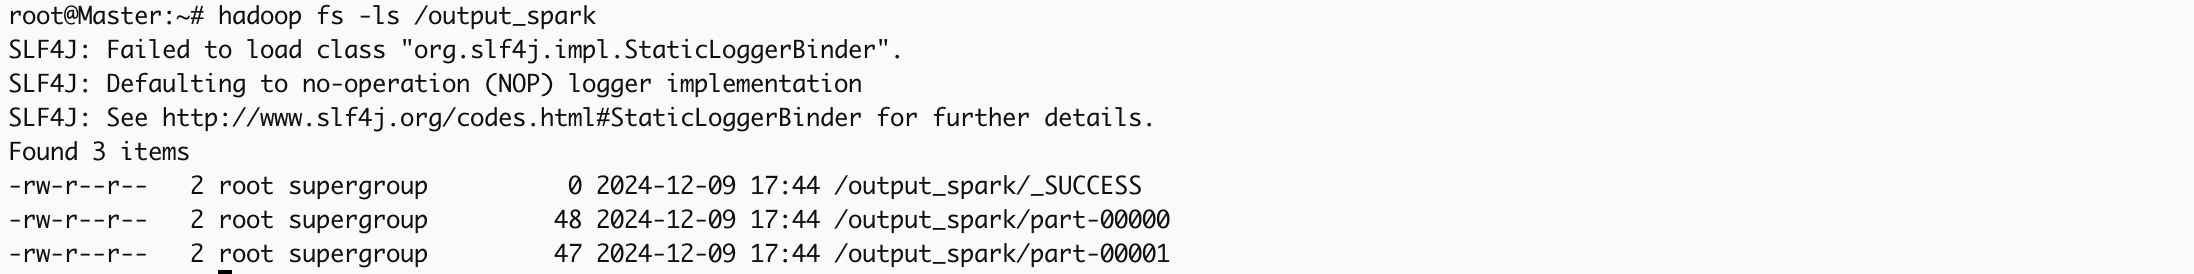 root@Master:~# hadoop fs -ls /output_spark
SLF4J: Failed to load class "org.slf4j.impl.StaticLoggerBinder".
SLF4J: Defaulting to no-operation (NOP) logger implementation
SLF4J: See http://www.slf4j.org/codes.html#StaticLoggerBinder for further details.
Found 3 items
-rw-r--r--   2 root supergroup          0 2024-12-09 17:44 /output_spark/_SUCCESS
-rw-r--r--   2 root supergroup         48 2024-12-09 17:44 /output_spark/part-00000
-rw-r--r--   2 root supergroup         47 2024-12-09 17:44 /output_spark/part-00001